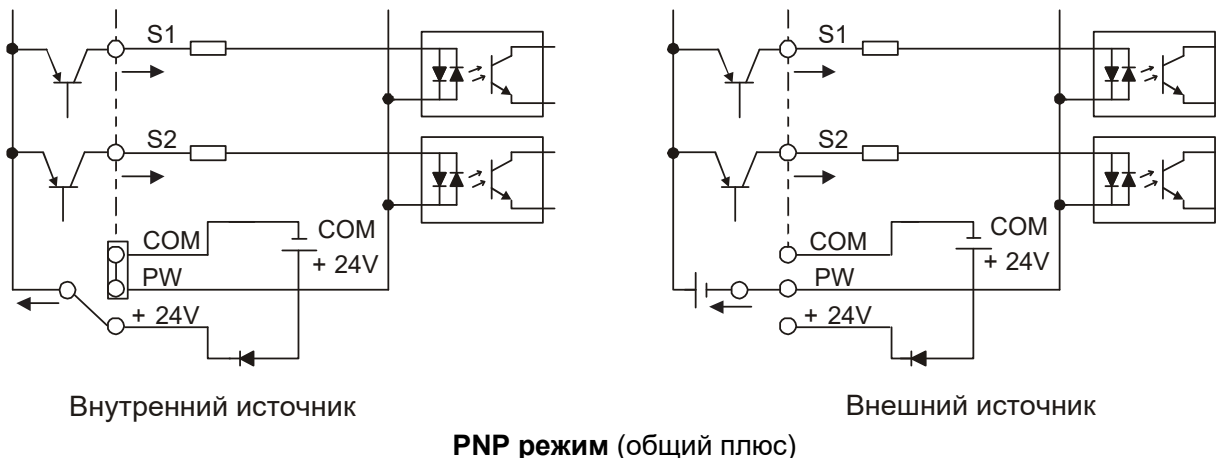 S1
S2
COM
COM
+ 24V
PW
+ 24V
Внутренний источник
S1
S2
COM
COM
+ 24V
PW
+ 24V
Внешний источник
PNP режим (общий плюс)